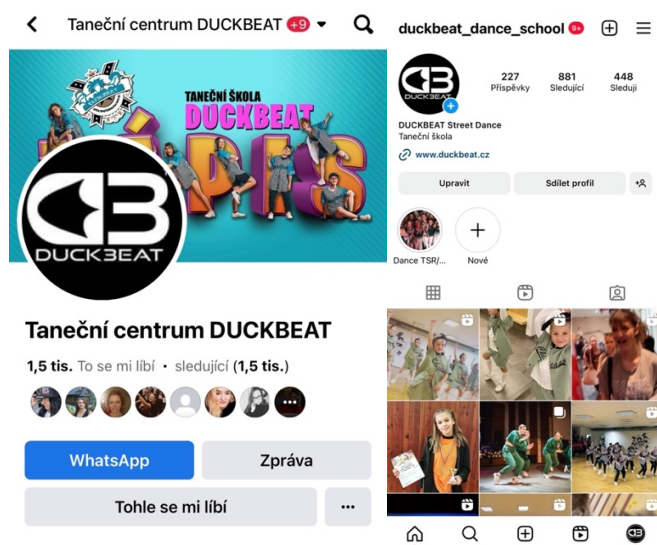 Taneční centrum DUCKBEAT +9
TANEČNÍ ŠKOLA
DUCKBEAT
ÁPIS
DUCKBEAT
Taneční centrum DUCKBEAT
1,5 tis. To se mi líbí • sledující (1,5 tis.)
WhatsApp
Zpráva
Tohle se mi líbí
duckbeat_dance_school 9+
DUCKBEAT
227 881 448
Příspěvky Sledující Sleduji
DUCKBEAT Street Dance
Taneční škola
www.duckbeat.cz
Upravit
Sdílet profil
Dance TSR/...
Nové